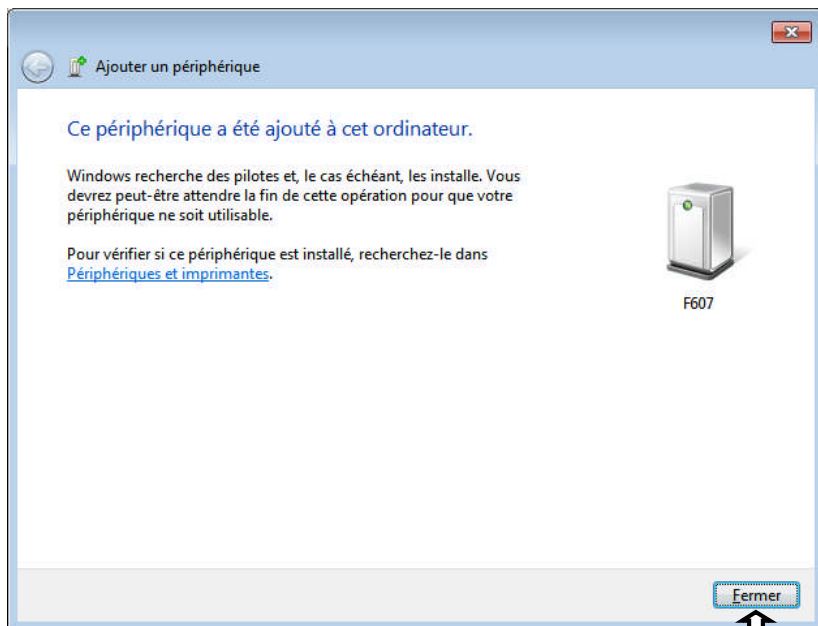 Ajouter un périphérique
Ce périphérique a été ajouté à cet ordinateur.
Windows recherche des pilotes et, le cas échéant, les installe. Vous
devrez peut-être attendre la fin de cette opération pour que votre
périphérique ne soit utilisable.
Pour vérifier si ce périphérique est installé, recherchez-le dans
Périphériques et imprimantes.
F607
Fermer